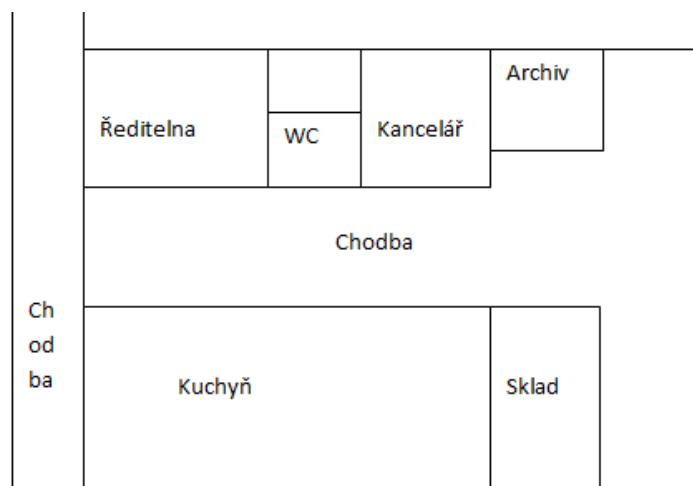 Archiv
Ředitelna
WC
Kancelář
Chodba
Ch
od
ba
Kuchyň
Sklad